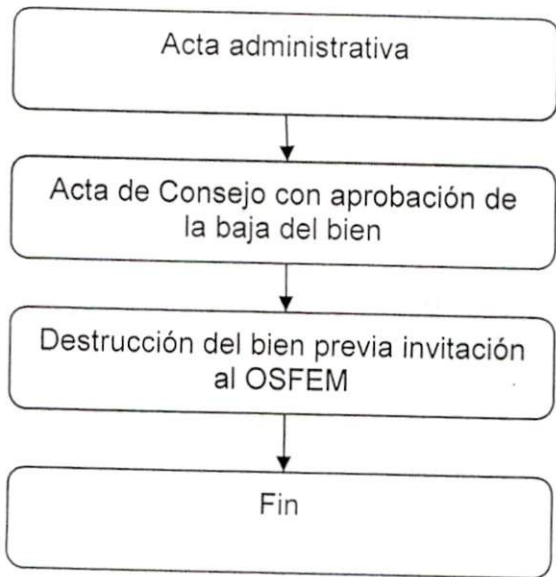 Acta administrativa
Acta de Consejo con aprobación de
la baja del bien
Destrucción del bien previa invitación
al OSFEM
Fin